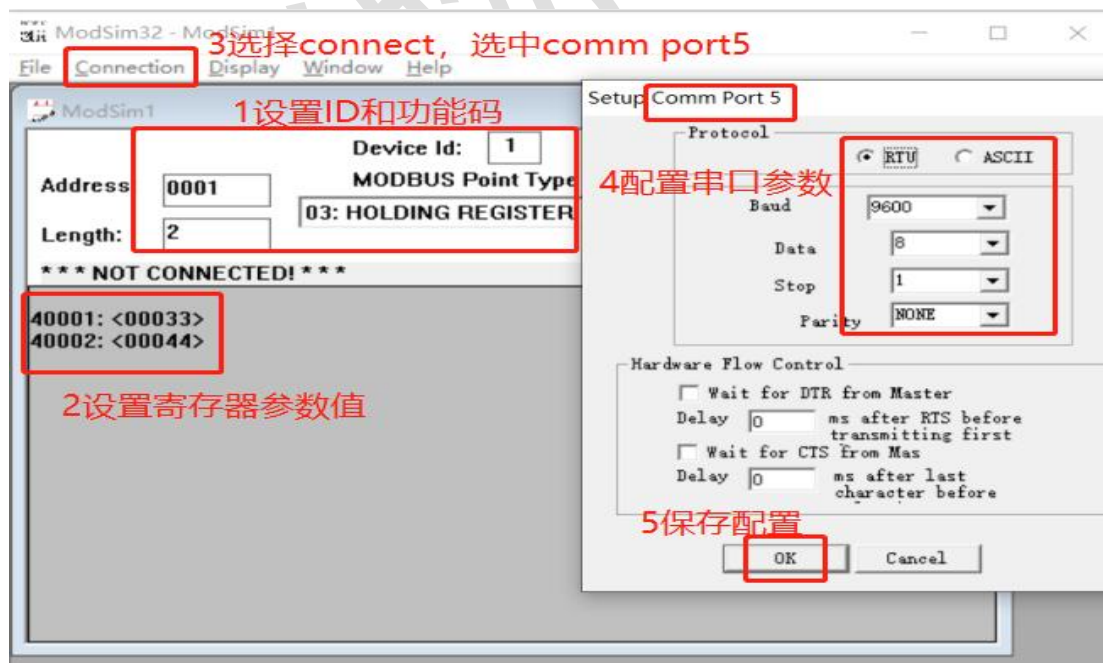 ModSim32 - ModSim1
3选择connect，选中comm port5
File Connection Display Window Help
ModSim1
1设置ID和功能码
Device Id: 1
Address 0001
MODBUS Point Type
03: HOLDING REGISTER
Length: 2
* * * NOT CONNECTED! * * *
40001: <00033>
40002: <00044>
2设置寄存器参数值
Setup Comm Port 5
Protocol
RTU ASCII
4配置串口参数
Baud 9600
Data 8
Stop 1
Parity NONE
Hardware Flow Control
Wait for DTR from Master
Delay 0 ms after RTS before
transmitting first
Wait for CTS from Mas
Delay 0 ms after last
character before
5保存配置
OK Cancel